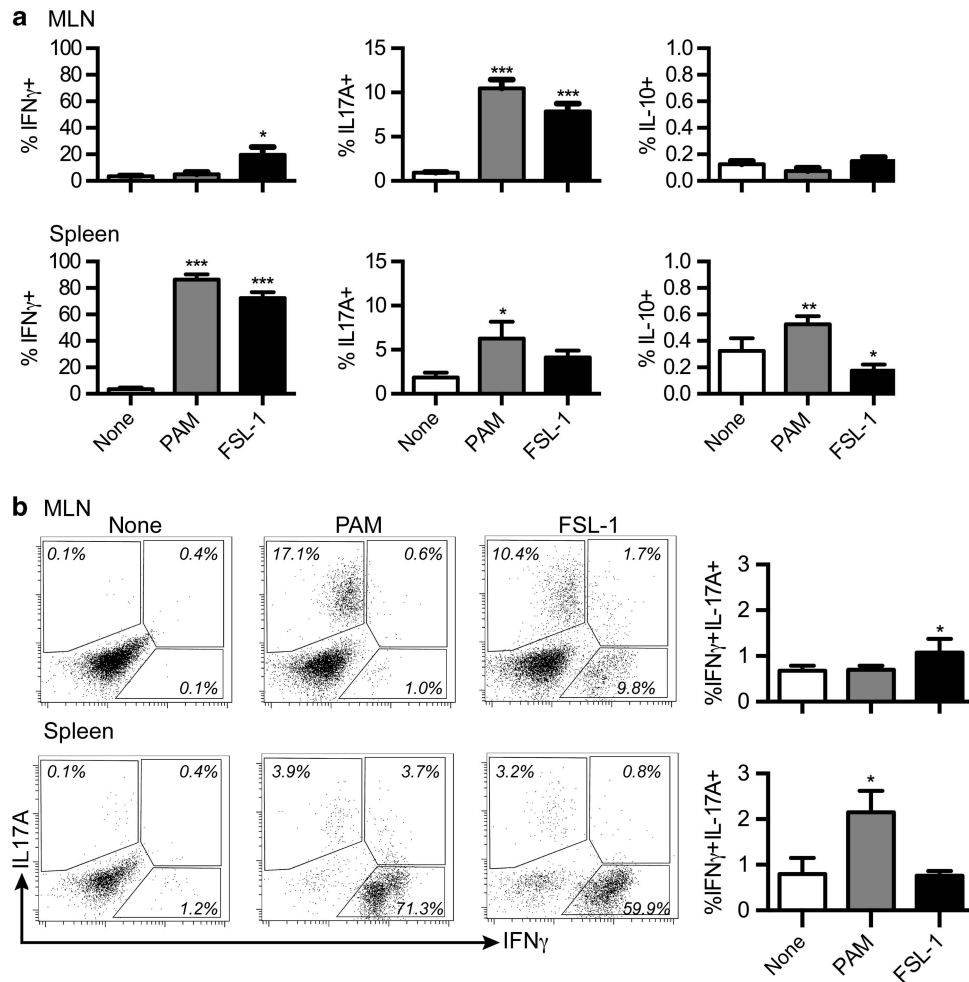 a MLN
100 80 60 40 20 0
% IFNγ+
*
15 10 5 0
% IL17A+
*** ***
1.0 0.8 0.6 0.4 0.2 0.0
% IL-10+
Spleen
100 80 60 40 20 0
% IFNγ+
*** ***
None PAM FSL-1
15 10 5 0
% IL17A+
*
None PAM FSL-1
1.0 0.8 0.6 0.4 0.2 0.0
% IL-10+
** *
None PAM FSL-1
b MLN
None PAM FSL-1
0.1% 0.4% 17.1% 0.6% 10.4% 1.7%
0.1% 1.0% 9.8%
3 2 1 0
%IFNγ+IL-17A+
*
Spleen
0.1% 0.4% 3.9% 3.7% 3.2% 0.8%
1.2% 71.3% 59.9%
IL17A
IFNγ
3 2 1 0
%IFNγ+IL-17A+
*
None PAM FSL-1